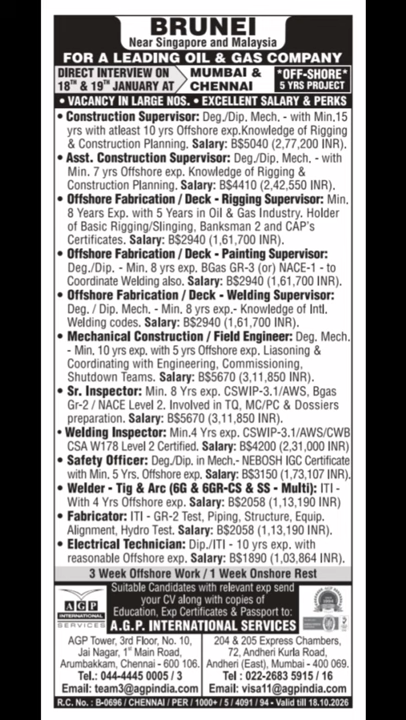 BRUNEI
Near Singapore and Malaysia
FOR A LEADING OIL & GAS COMPANY
DIRECT INTERVIEW ON
18TH & 19TH JANUARY AT
MUMBAI &
CHENNAI
*OFF-SHORE*
5 YRS PROJECT
• VACANCY IN LARGE NOS. • EXCELLENT SALARY & PERKS
• Construction Supervisor: Deg./Dip. Mech. - with Min.15
yrs with atleast 10 yrs Offshore exp.Knowledge of Rigging
& Construction Planning. Salary: B$5040 (2,77,200 INR).
• Asst. Construction Supervisor: Deg./Dip. Mech. - with
Min. 7 yrs Offshore exp. Knowledge of Rigging &
Construction Planning. Salary: B$4410 (2,42,550 INR).
• Offshore Fabrication / Deck - Rigging Supervisor: Min.
8 Years Exp. with 5 Years in Oil & Gas Industry. Holder
of Basic Rigging/Slinging, Banksman 2 and CAP's
Certificates. Salary: B$2940 (1,61,700 INR).
• Offshore Fabrication / Deck - Painting Supervisor:
Deg./Dip. - Min. 8 yrs exp. BGas GR-3 (or) NACE-1 - to
Coordinate Welding also. Salary: B$2940 (1,61,700 INR).
• Offshore Fabrication / Deck - Welding Supervisor:
Deg. / Dip. Mech. - Min. 8 yrs exp.- Knowledge of Intl.
Welding codes. Salary: B$2940 (1,61,700 INR).
• Mechanical Construction / Field Engineer: Deg. Mech.
- Min. 10 yrs exp. with 5 yrs Offshore exp. Liasoning &
Coordinating with Engineering, Commissioning,
Shutdown Teams. Salary: B$5670 (3,11,850 INR).
• Sr. Inspector: Min. 8 Yrs exp. CSWIP-3.1/AWS, Bgas
Gr-2 / NACE Level 2. Involved in TQ, MC/PC & Dossiers
preparation. Salary: B$5670 (3,11,850 INR).
• Welding Inspector: Min.4 Yrs exp. CSWIP-3.1/AWS/CWB
CSA W178 Level 2 Certified. Salary: B$4200 (2,31,000 INR)
• Safety Officer: Deg./Dip. in Mech.- NEBOSH IGC Certificate
with Min. 5 Yrs. Offshore exp. Salary: B$3150 (1,73,107 INR).
• Welder - Tig & Arc (6G & 6GR-CS & SS - Multi): ITI -
With 4 Yrs Offshore exp. Salary: B$2058 (1,13,190 INR)
• Fabricator: ITI - GR-2 Test, Piping, Structure, Equip.
Alignment, Hydro Test. Salary: B$2058 (1,13,190 INR).
• Electrical Technician: Dip./ITI - 10 yrs exp. with
reasonable Offshore exp. Salary: B$1890 (1,03,864 INR).
3 Week Offshore Work / 1 Week Onshore Rest
Suitable Candidates with relevant exp send
your CV along with copies of
Education, Exp Certificates & Passport to:
A.G.P. INTERNATIONAL SERVICES
AGP
INTERNATIONAL
SERVICES
AGP Tower, 3rd Floor, No. 10,
Jai Nagar, 1st Main Road,
Arumbakkam, Chennai - 600 106.
Tel.: 044-4445 0005 / 3
Email: team3@agpindia.com
204 & 205 Express Chambers,
72, Andheri Kurla Road,
Andheri (East), Mumbai - 400 069.
Tel : 022-2683 5915 / 16
Email: visa11@agpindia.com
R.C. No. : B-0696 / CHENNAI / PER / 1000+ / 5 / 4091 / 94 - Valid till 18.10.2026